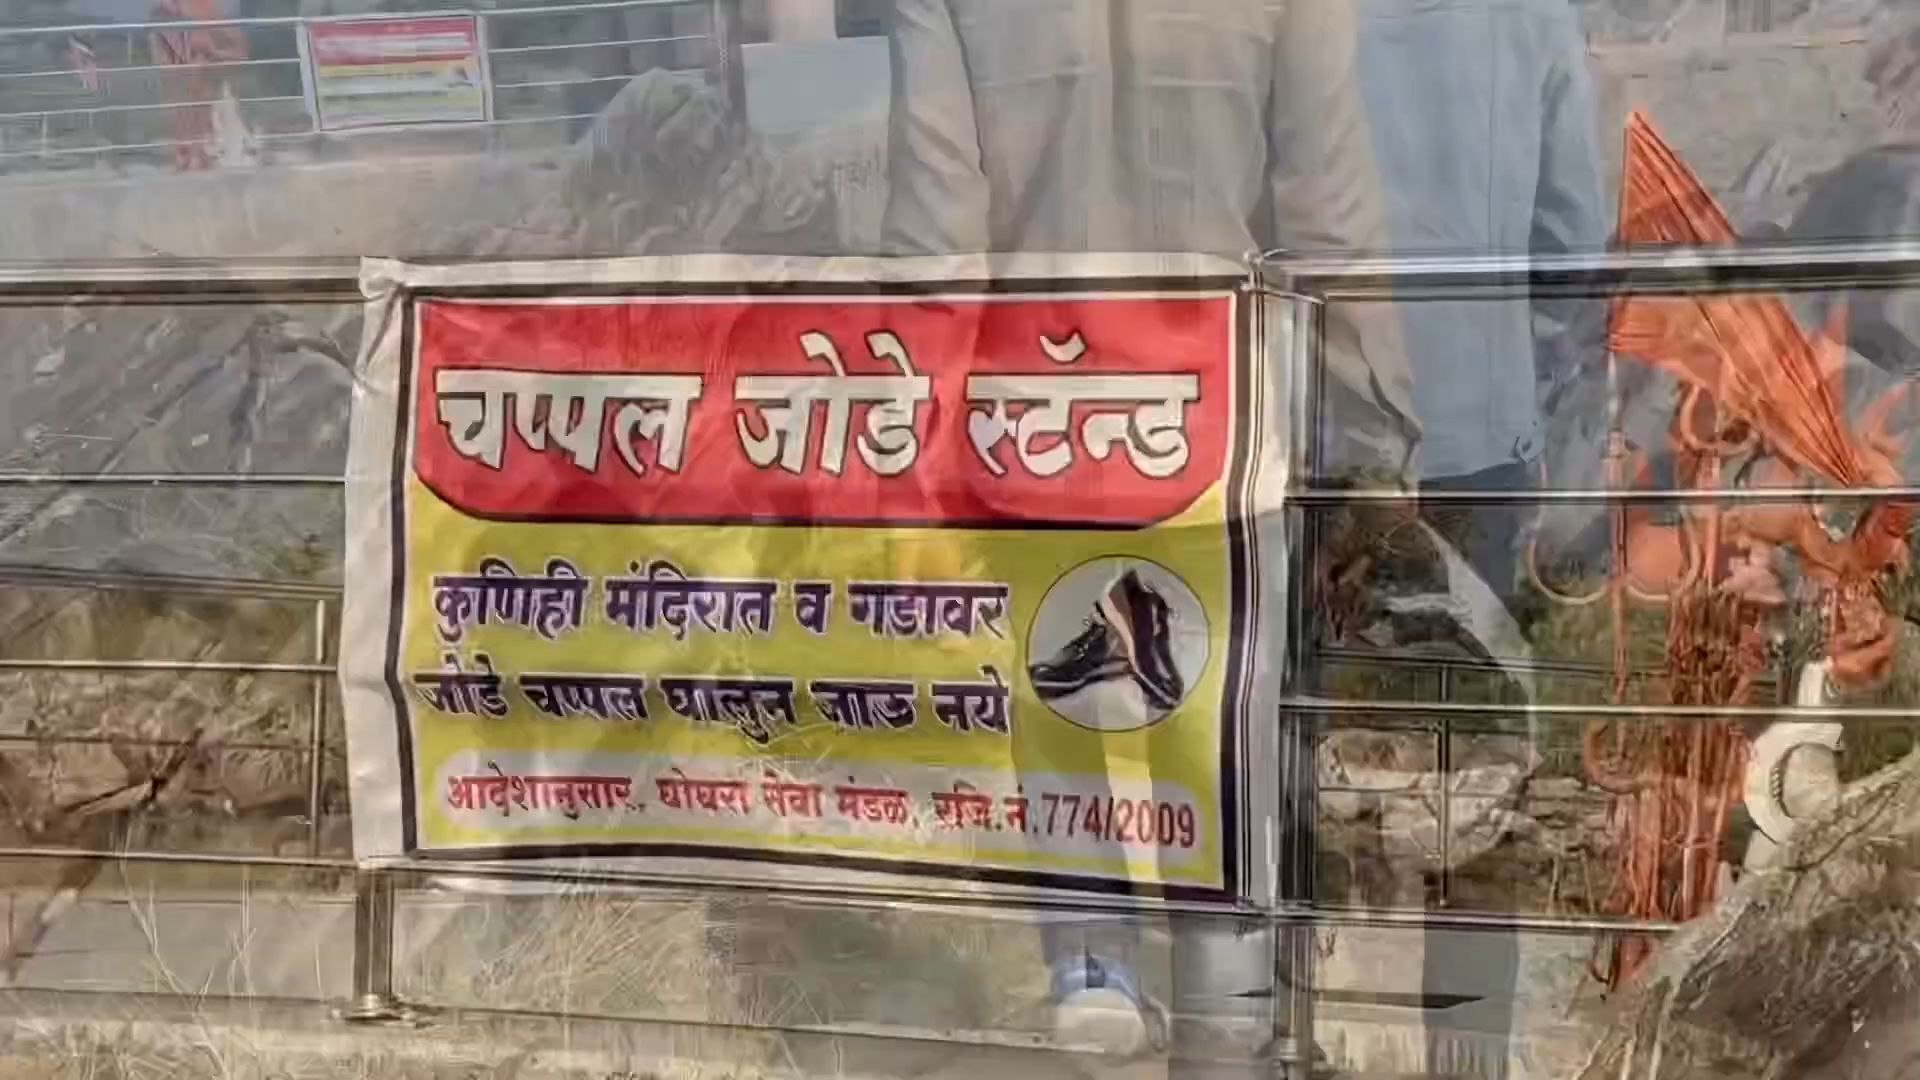 चप्पल जोडे स्टॅन्ड
कुणिही मंदिरात व गडावर
जोडे चप्पल घालुन जाऊ नये
आदेशानुसार, घोघरा सेवा मंडळ, रजि.नं.774/2009